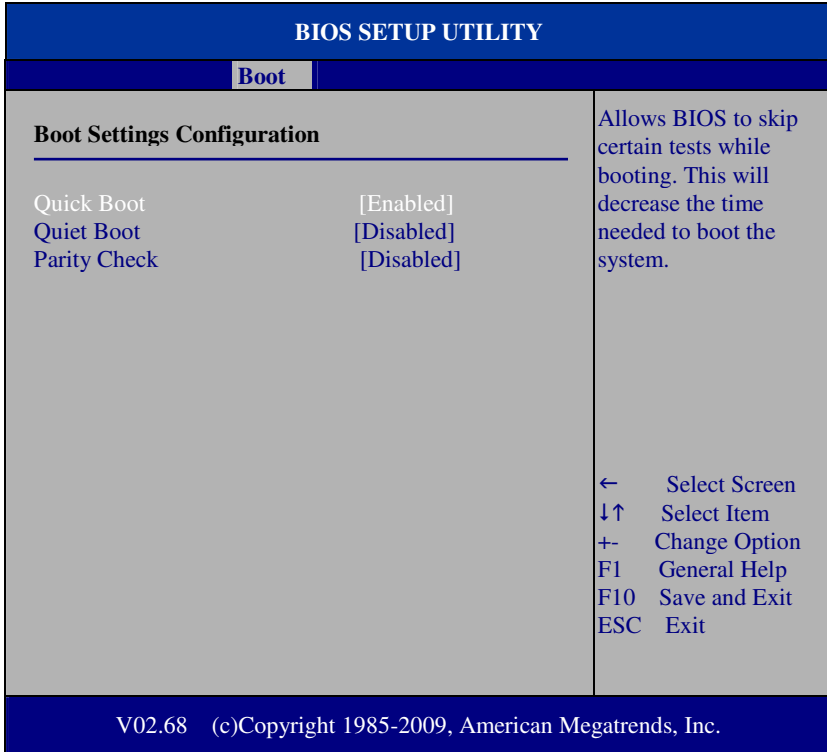 BIOS SETUP UTILITY
Boot
Boot Settings Configuration
Quick Boot [Enabled]
Quiet Boot [Disabled]
Parity Check [Disabled]
Allows BIOS to skip
certain tests while
booting. This will
decrease the time
needed to boot the
system.
← Select Screen
↓↑ Select Item
+- Change Option
F1 General Help
F10 Save and Exit
ESC Exit
V02.68 (c)Copyright 1985-2009, American Megatrends, Inc.